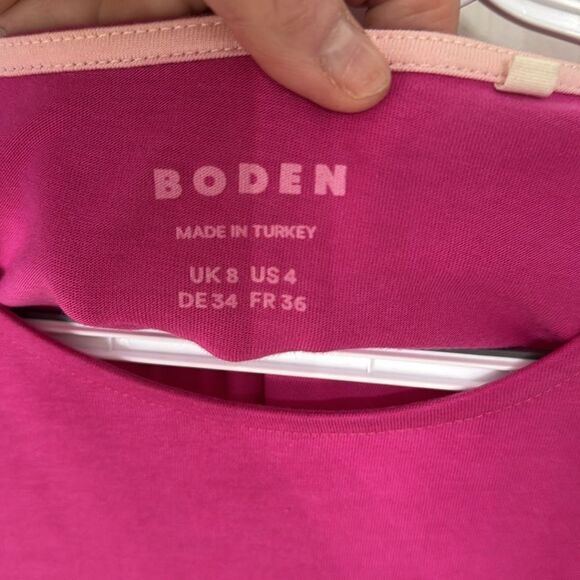 BODEN
MADE IN TURKEY
UK 8 US 4
DE 34 FR 36